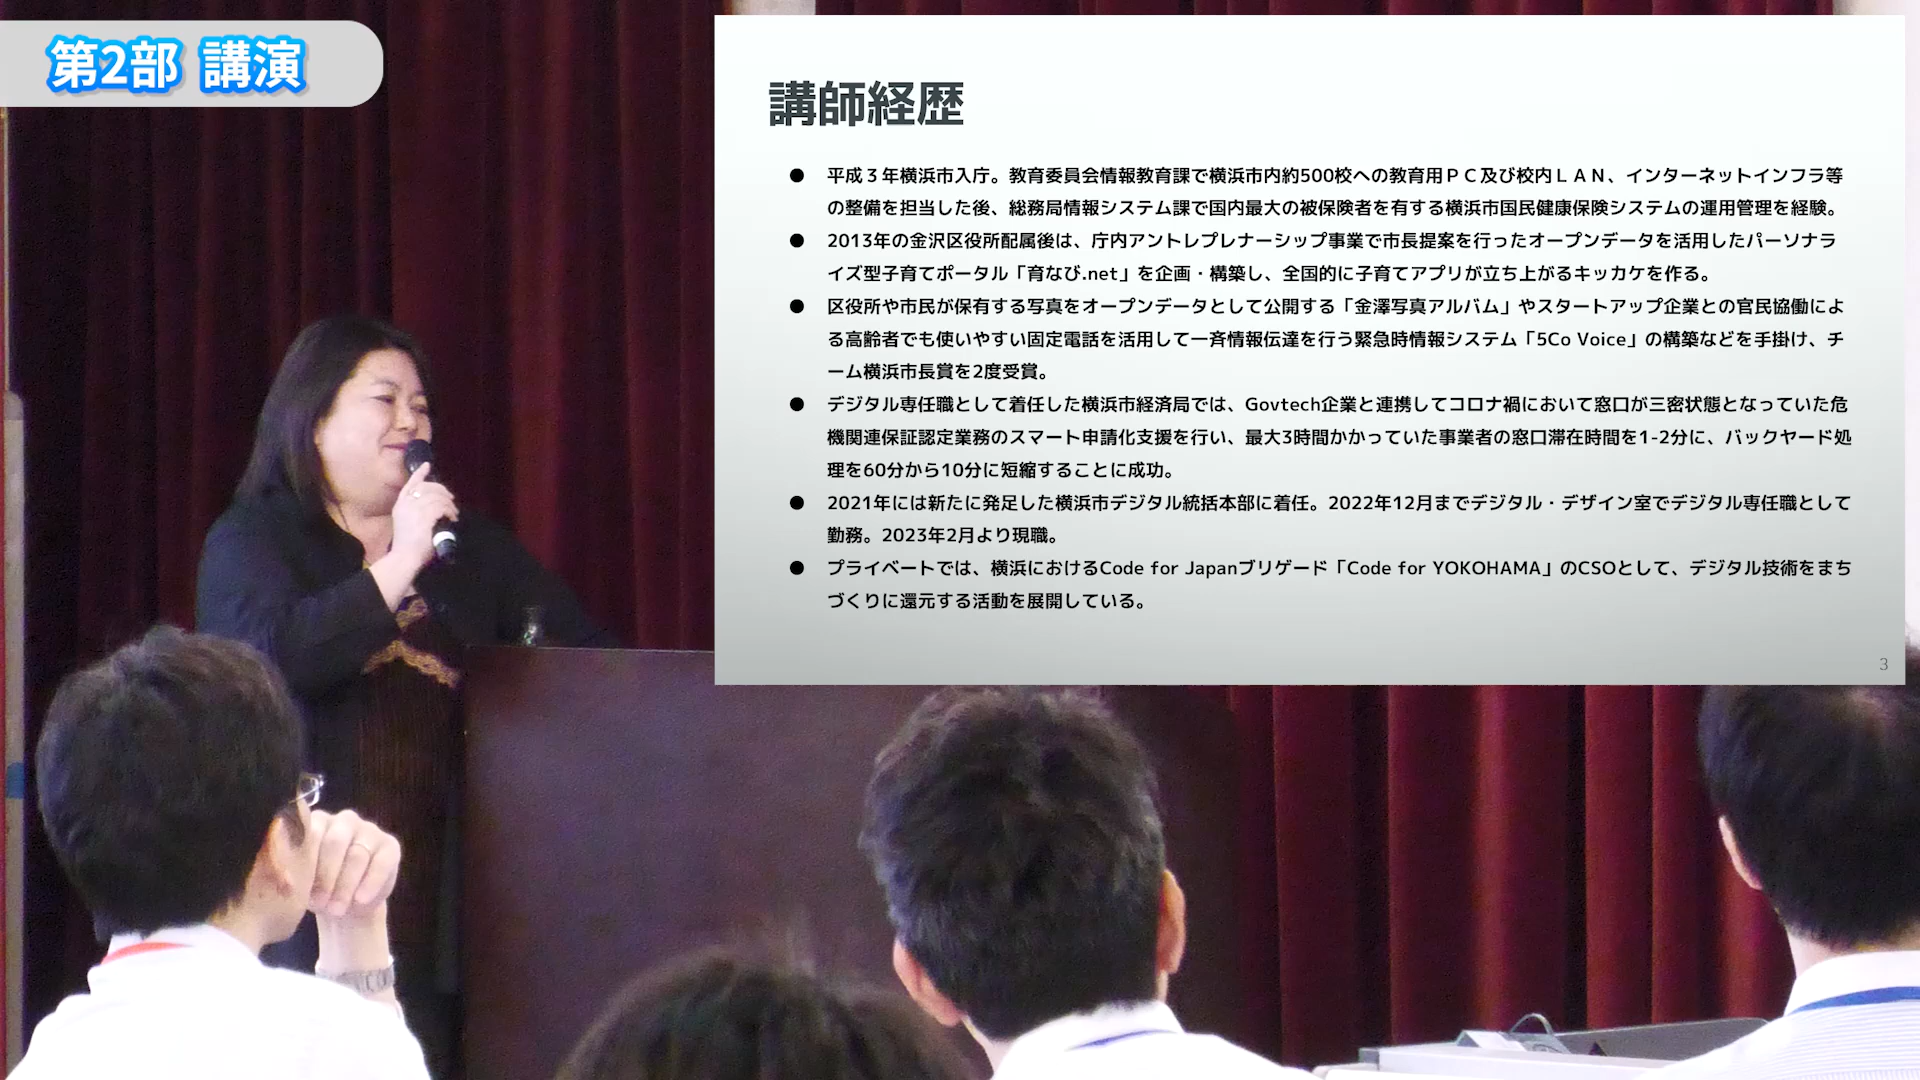 第2部 講演
講師経歴
● 平成３年横浜市入庁。教育委員会情報教育課で横浜市内約500校への教育用ＰＣ及び校内ＬＡＮ、インターネットインフラ等
の整備を担当した後、総務局情報システム課で国内最大の被保険者を有する横浜市国民健康保険システムの運用管理を経験。
● 2013年の金沢区役所配属後は、庁内アントレプレナーシップ事業で市長提案を行ったオープンデータを活用したパーソナラ
イズ型子育てポータル「育なび.net」を企画・構築し、全国的に子育てアプリが立ち上がるキッカケを作る。
● 区役所や市民が保有する写真をオープンデータとして公開する「金澤写真アルバム」やスタートアップ企業との官民協働によ
る高齢者でも使いやすい固定電話を活用して一斉情報伝達を行う緊急時情報システム「5Co Voice」の構築などを手掛け、チ
ーム横浜市長賞を2度受賞。
● デジタル専任職として着任した横浜市経済局では、Govtech企業と連携してコロナ禍において窓口が三密状態となっていた危
機関連保証認定業務のスマート申請化支援を行い、最大3時間かかっていた事業者の窓口滞在時間を1-2分に、バックヤード処
理を60分から10分に短縮することに成功。
● 2021年には新たに発足した横浜市デジタル統括本部に着任。2022年12月までデジタル・デザイン室でデジタル専任職として
勤務。2023年2月より現職。
● プライベートでは、横浜におけるCode for Japanブリゲード「Code for YOKOHAMA」のCSOとして、デジタル技術をまち
づくりに還元する活動を展開している。
3